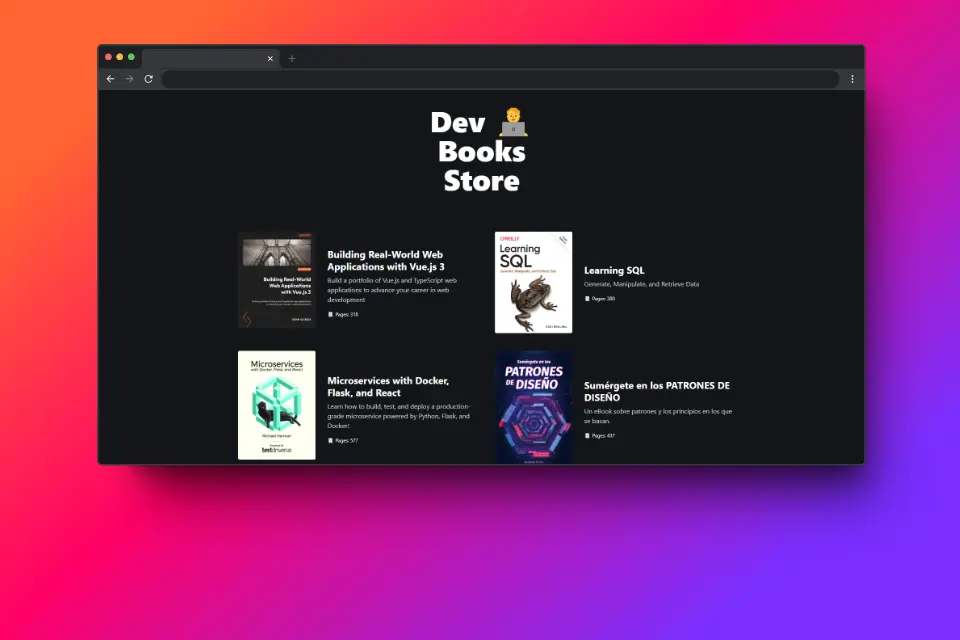 Dev
Books
Store
Building Real-World
Web Applications
with Vue.js 3
Building Real-World Web
Applications with Vue.js 3
Build a portfolio of Vue.js and TypeScript web
applications to advance your career in web
development
Pages: 318
O'REILLY
Learning
SQL
Generate, Manipulate, and Retrieve Data
Learning SQL
Generate, Manipulate, and Retrieve Data
Pages: 380
Microservices
with Docker, Flask, and React
Michael Herman
testdriven.io
Microservices with Docker,
Flask, and React
Learn how to build, test, and deploy a production-
grade microservice powered by Python, Flask, and
Docker!
Pages: 577
Sumérgete en los
PATRONES
DE DISEÑO
Sumérgete en los PATRONES DE
DISEÑO
Un eBook sobre patrones y los principios en los que
se basan.
Pages: 437